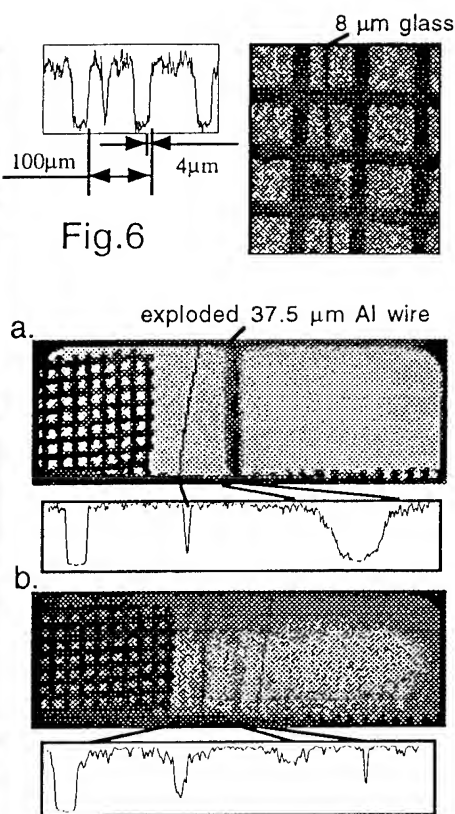 8 μm glass
100μm
4μm
Fig.6
a.
exploded 37.5 μm Al wire
b.